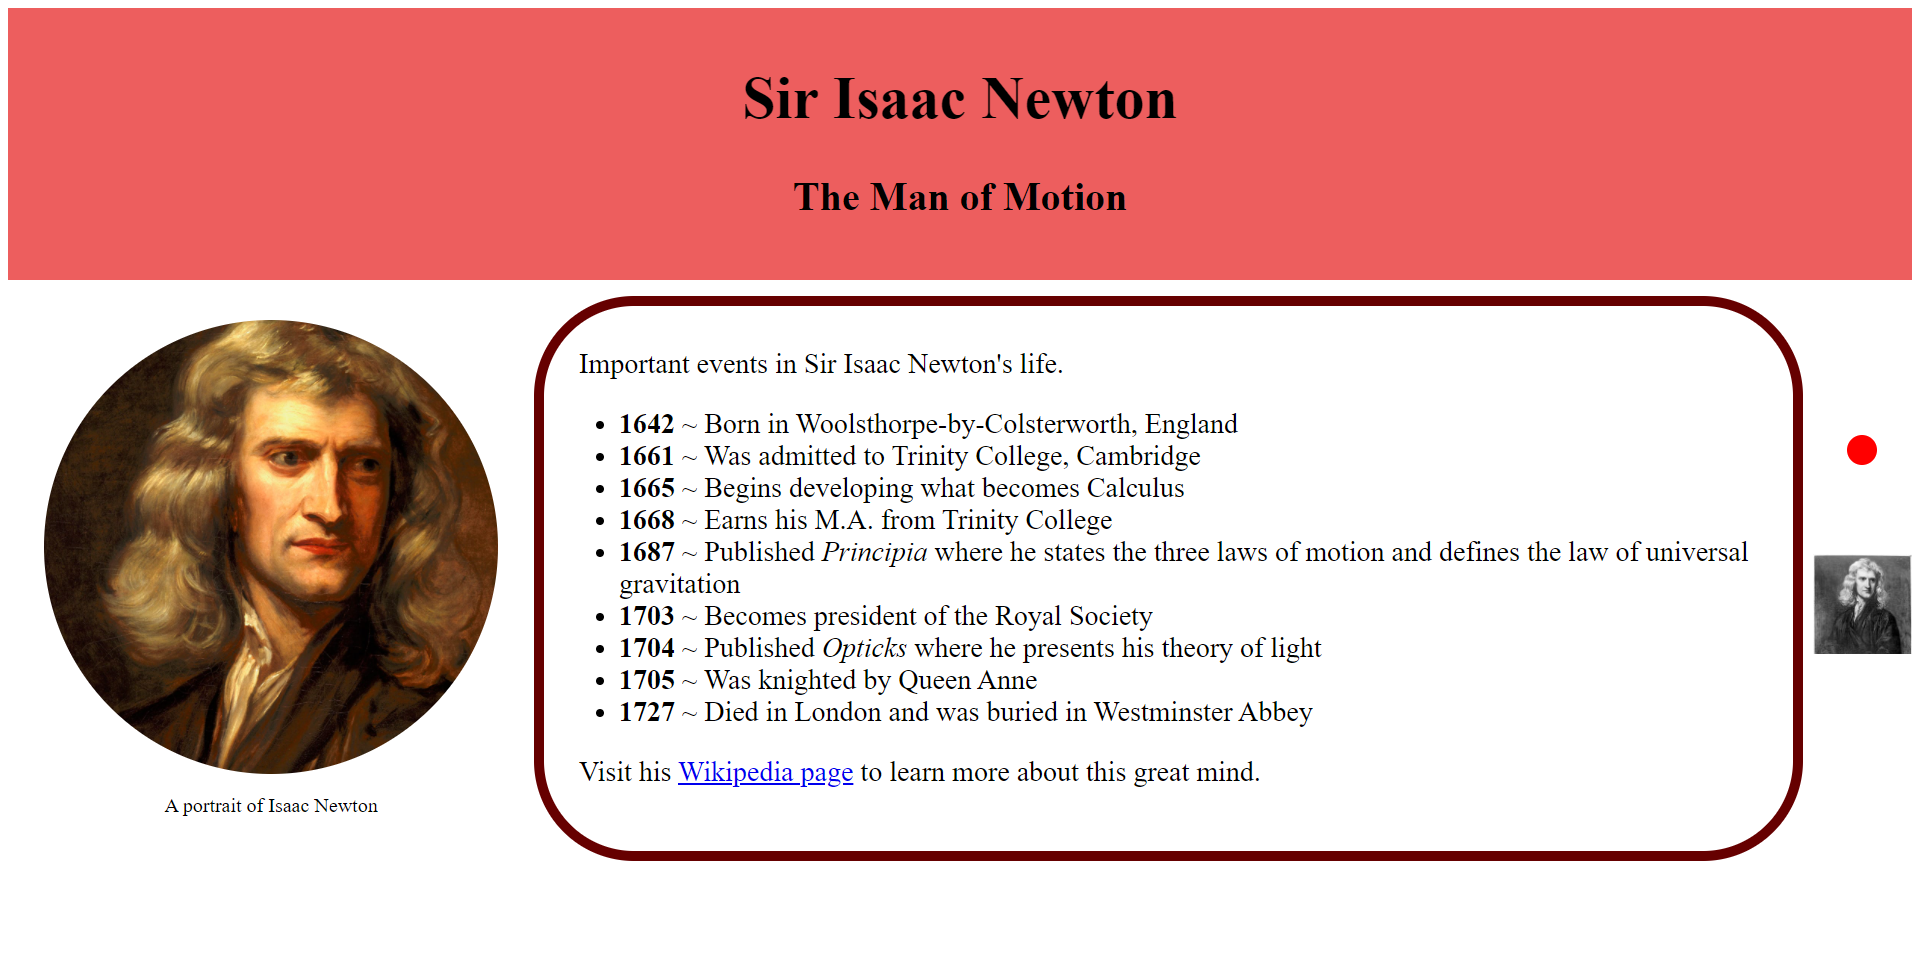 Sir Isaac Newton
The Man of Motion
Important events in Sir Isaac Newton's life.
1642 ~ Born in Woolsthorpe-by-Colsterworth, England
1661 ~ Was admitted to Trinity College, Cambridge
1665 ~ Begins developing what becomes Calculus
1668 ~ Earns his M.A. from Trinity College
1687 ~ Published Principia where he states the three laws of motion and defines the law of universal
gravitation
1703 ~ Becomes president of the Royal Society
1704 ~ Published Opticks where he presents his theory of light
1705 ~ Was knighted by Queen Anne
1727 ~ Died in London and was buried in Westminster Abbey
Visit his Wikipedia page to learn more about this great mind.
A portrait of Isaac Newton